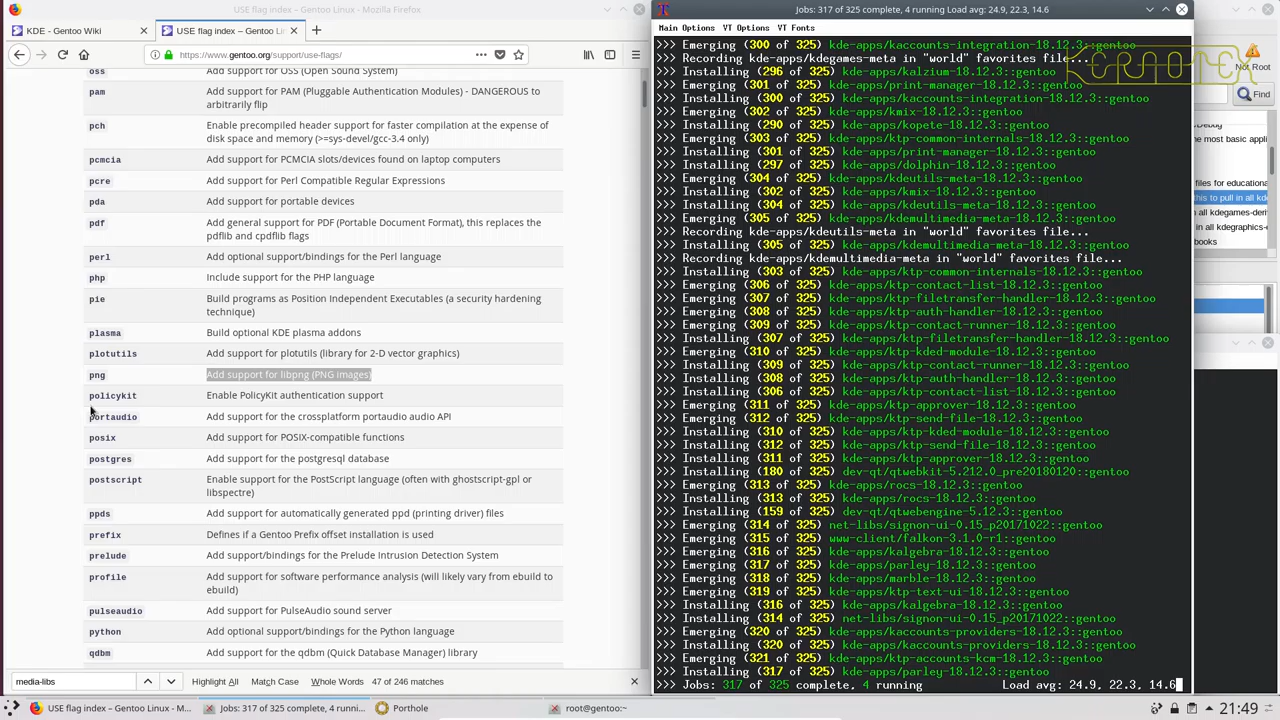 USE flag index – Gentoo Linux - Mozilla Firefox
KDE - Gentoo Wiki
USE flag index – Gentoo Li
https://www.gentoo.org/support/use-flags/
oss Add support for OSS (Open Sound System)
pam Add support for PAM (Pluggable Authentication Modules) - DANGEROUS to
arbitrarily flip
pch Enable precompiled header support for faster compilation at the expense of
disk space and memory (>=sys-devel/gcc-3.4 only)
pcmcia Add support for PCMCIA slots/devices found on laptop computers
pcre Add support for Perl Compatible Regular Expressions
pda Add support for portable devices
pdf Add general support for PDF (Portable Document Format), this replaces the
pdflib and cpdflib flags
perl Add optional support/bindings for the Perl language
php Include support for the PHP language
pie Build programs as Position Independent Executables (a security hardening
technique)
plasma Build optional KDE plasma addons
plotutils Add support for plotutils (library for 2-D vector graphics)
png Add support for libpng (PNG images)
policykit Enable PolicyKit authentication support
portaudio Add support for the crossplatform portaudio audio API
posix Add support for POSIX-compatible functions
postgres Add support for the postgresql database
postscript Enable support for the PostScript language (often with ghostscript-gpl or
libspectre)
ppds Add support for automatically generated ppd (printing driver) files
prefix Defines if a Gentoo Prefix offset installation is used
prelude Add support/bindings for the Prelude Intrusion Detection System
profile Add support for software performance analysis (will likely vary from ebuild to
ebuild)
pulseaudio Add support for PulseAudio sound server
python Add optional support/bindings for the Python language
qdbm Add support for the qdbm (Quick Database Manager) library
media-libs Highlight All Match Case Whole Words 47 of 246 matches
Jobs: 317 of 325 complete, 4 running Load avg: 24.9, 22.3, 14.6
Main Options VT Options VT Fonts
>>> Emerging (300 of 325) kde-apps/kaccounts-integration-18.12.3::gentoo
>>> Recording kde-apps/kdegames-meta in "world" favorites file...
>>> Installing (296 of 325) kde-apps/kalzium-18.12.3::gentoo
>>> Emerging (301 of 325) kde-apps/print-manager-18.12.3::gentoo
>>> Installing (300 of 325) kde-apps/kaccounts-integration-18.12.3::gentoo
>>> Emerging (302 of 325) kde-apps/kmix-18.12.3::gentoo
>>> Installing (290 of 325) kde-apps/kopete-18.12.3::gentoo
>>> Emerging (303 of 325) kde-apps/ktp-common-internals-18.12.3::gentoo
>>> Installing (301 of 325) kde-apps/print-manager-18.12.3::gentoo
>>> Installing (297 of 325) kde-apps/dolphin-18.12.3::gentoo
>>> Emerging (304 of 325) kde-apps/kdeutils-meta-18.12.3::gentoo
>>> Installing (302 of 325) kde-apps/kmix-18.12.3::gentoo
>>> Installing (304 of 325) kde-apps/kdeutils-meta-18.12.3::gentoo
>>> Emerging (305 of 325) kde-apps/kdemultimedia-meta-18.12.3::gentoo
>>> Recording kde-apps/kdeutils-meta in "world" favorites file...
>>> Installing (305 of 325) kde-apps/kdemultimedia-meta-18.12.3::gentoo
>>> Recording kde-apps/kdemultimedia-meta in "world" favorites file...
>>> Installing (303 of 325) kde-apps/ktp-common-internals-18.12.3::gentoo
>>> Emerging (306 of 325) kde-apps/ktp-contact-list-18.12.3::gentoo
>>> Emerging (307 of 325) kde-apps/ktp-filetransfer-handler-18.12.3::gentoo
>>> Emerging (308 of 325) kde-apps/ktp-auth-handler-18.12.3::gentoo
>>> Emerging (309 of 325) kde-apps/ktp-contact-runner-18.12.3::gentoo
>>> Installing (307 of 325) kde-apps/ktp-filetransfer-handler-18.12.3::gentoo
>>> Emerging (310 of 325) kde-apps/ktp-kded-module-18.12.3::gentoo
>>> Installing (309 of 325) kde-apps/ktp-contact-runner-18.12.3::gentoo
>>> Installing (308 of 325) kde-apps/ktp-auth-handler-18.12.3::gentoo
>>> Installing (306 of 325) kde-apps/ktp-contact-list-18.12.3::gentoo
>>> Emerging (311 of 325) kde-apps/ktp-approver-18.12.3::gentoo
>>> Emerging (312 of 325) kde-apps/ktp-send-file-18.12.3::gentoo
>>> Installing (310 of 325) kde-apps/ktp-kded-module-18.12.3::gentoo
>>> Installing (312 of 325) kde-apps/ktp-send-file-18.12.3::gentoo
>>> Installing (311 of 325) kde-apps/ktp-approver-18.12.3::gentoo
>>> Installing (180 of 325) dev-qt/qtwebkit-5.212.0_pre20180120::gentoo
>>> Emerging (313 of 325) kde-apps/rocs-18.12.3::gentoo
>>> Installing (313 of 325) kde-apps/rocs-18.12.3::gentoo
>>> Installing (159 of 325) dev-qt/qtwebengine-5.12.3::gentoo
>>> Emerging (314 of 325) net-libs/signon-ui-0.15_p20171022::gentoo
>>> Emerging (315 of 325) www-client/falkon-3.1.0-r1::gentoo
>>> Emerging (316 of 325) kde-apps/kalgebra-18.12.3::gentoo
>>> Emerging (317 of 325) kde-apps/parley-18.12.3::gentoo
>>> Emerging (318 of 325) kde-apps/marble-18.12.3::gentoo
>>> Emerging (319 of 325) kde-apps/ktp-text-ui-18.12.3::gentoo
>>> Installing (316 of 325) kde-apps/kalgebra-18.12.3::gentoo
>>> Installing (314 of 325) net-libs/signon-ui-0.15_p20171022::gentoo
>>> Emerging (320 of 325) kde-apps/kaccounts-providers-18.12.3::gentoo
>>> Installing (320 of 325) kde-apps/kaccounts-providers-18.12.3::gentoo
>>> Emerging (321 of 325) kde-apps/ktp-accounts-kcm-18.12.3::gentoo
>>> Installing (317 of 325) kde-apps/parley-18.12.3::gentoo
>>> Jobs: 317 of 325 complete, 4 running Load avg: 24.9, 22.3, 14.6
Not Root
Find
Debug
he most basic appli
files for educationa
this to pull in all kde
n all kdegames-deri
in all kdegraphics-d
books
USE flag index – Gentoo Linux - M...
Jobs: 317 of 325 complete, 4 runni...
Porthole
root@gentoo:~
21:49